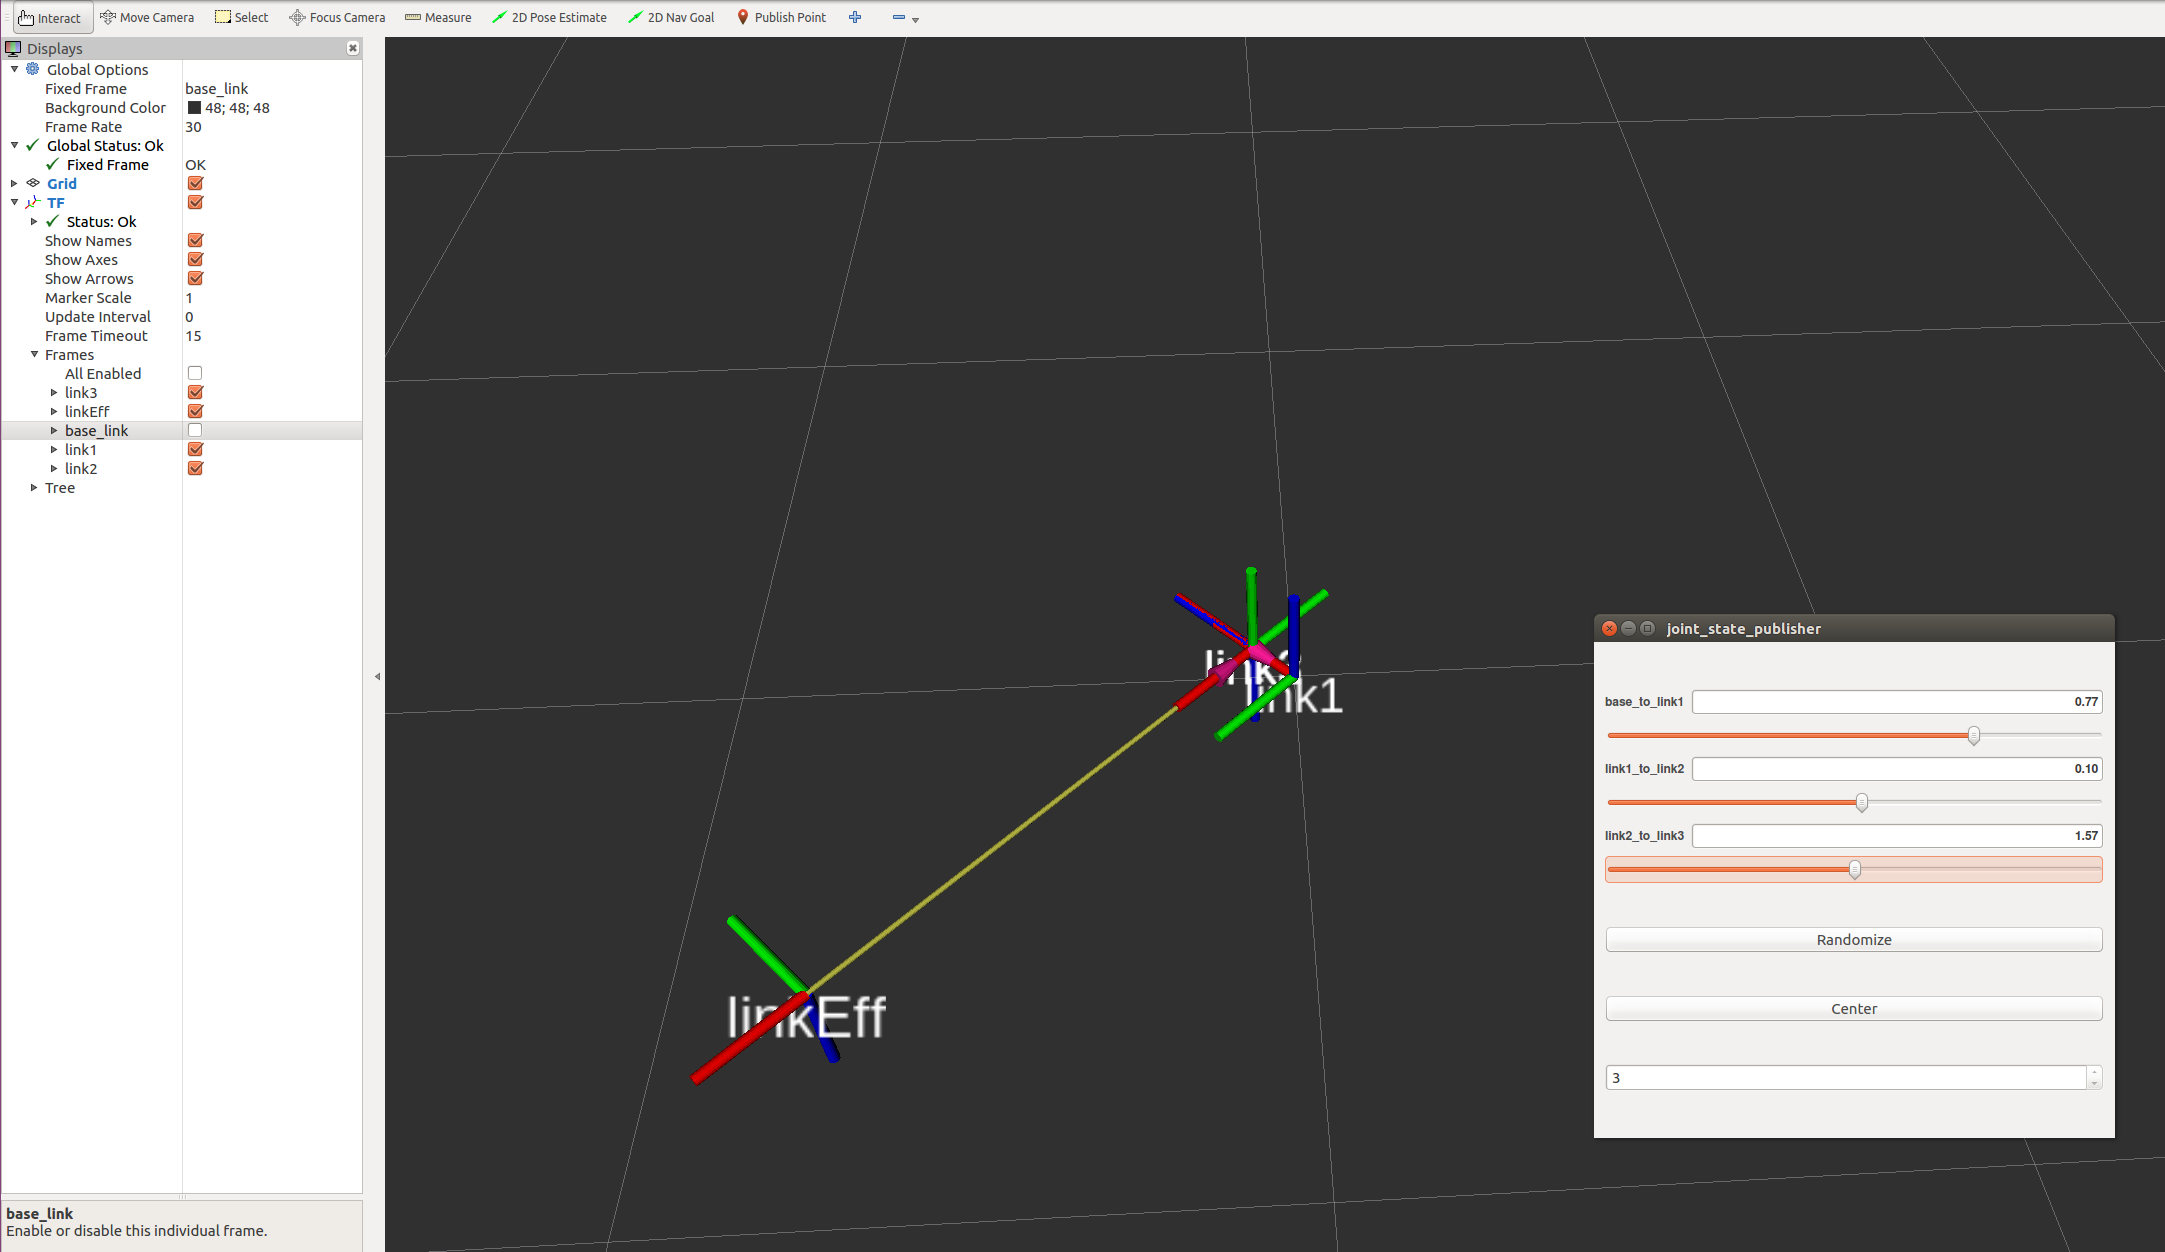 Interact Move Camera Select Focus Camera Measure 2D Pose Estimate 2D Nav Goal Publish Point
Displays
Global Options
Fixed Frame base_link
Background Color 48; 48; 48
Frame Rate 30
Global Status: Ok
Fixed Frame OK
Grid
TF
Status: Ok
Show Names
Show Axes
Show Arrows
Marker Scale 1
Update Interval 0
Frame Timeout 15
Frames
All Enabled
link3
linkEff
base_link
link1
link2
Tree
base_link
Enable or disable this individual frame.
link1
linkEff
joint_state_publisher
base_to_link1 0.77
link1_to_link2 0.10
link2_to_link3 1.57
Randomize
Center
3